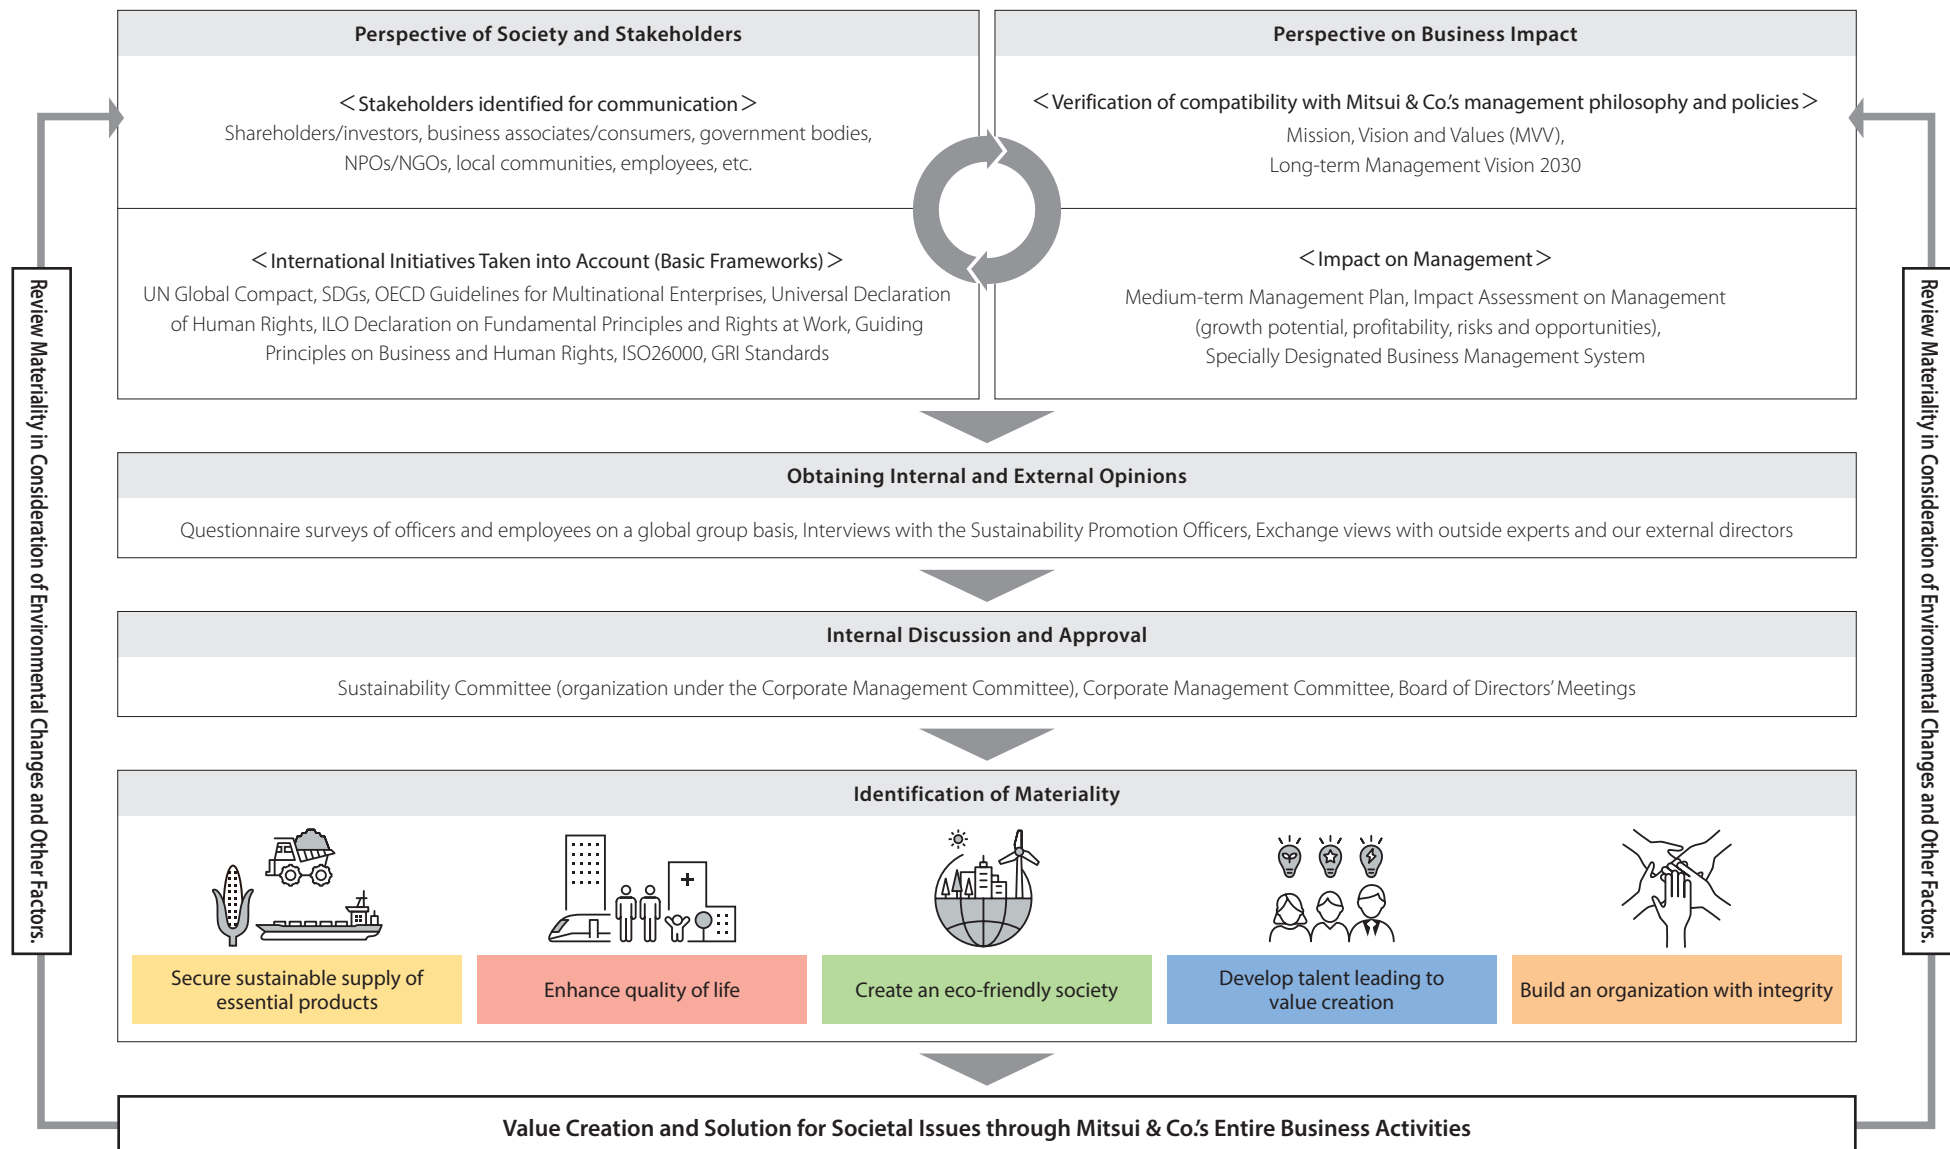 Perspective of Society and Stakeholders
＜Stakeholders identified for communication＞
Shareholders/investors, business associates/consumers, government bodies,
NPOs/NGOs, local communities, employees, etc.
＜International Initiatives Taken into Account (Basic Frameworks)＞
UN Global Compact, SDGs, OECD Guidelines for Multinational Enterprises, Universal Declaration
of Human Rights, ILO Declaration on Fundamental Principles and Rights at Work, Guiding
Principles on Business and Human Rights, ISO26000, GRI Standards
Perspective on Business Impact
＜Verification of compatibility with Mitsui & Co.'s management philosophy and policies＞
Mission, Vision and Values (MVV),
Long-term Management Vision 2030
＜Impact on Management＞
Medium-term Management Plan, Impact Assessment on Management
(growth potential, profitability, risks and opportunities),
Specially Designated Business Management System
Obtaining Internal and External Opinions
Questionnaire surveys of officers and employees on a global group basis, Interviews with the Sustainability Promotion Officers, Exchange views with outside experts and our external directors
Internal Discussion and Approval
Sustainability Committee (organization under the Corporate Management Committee), Corporate Management Committee, Board of Directors' Meetings
Identification of Materiality
Secure sustainable supply of
essential products
Enhance quality of life
Create an eco-friendly society
Develop talent leading to
value creation
Build an organization with integrity
Value Creation and Solution for Societal Issues through Mitsui & Co.'s Entire Business Activities
Review Materiality in Consideration of Environmental Changes and Other Factors.
Review Materiality in Consideration of Environmental Changes and Other Factors.